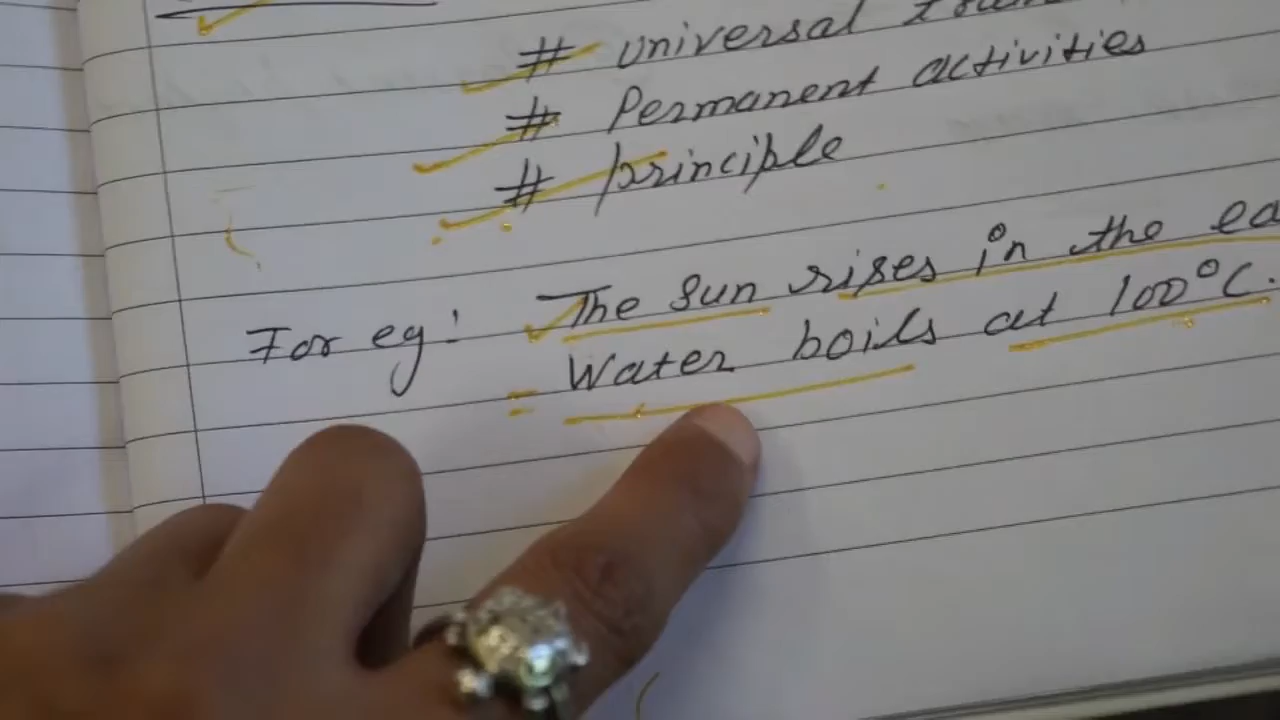 # universal
# Permanent activities
# principle
For eg: The sun rises in the
Water boils at 100°C.